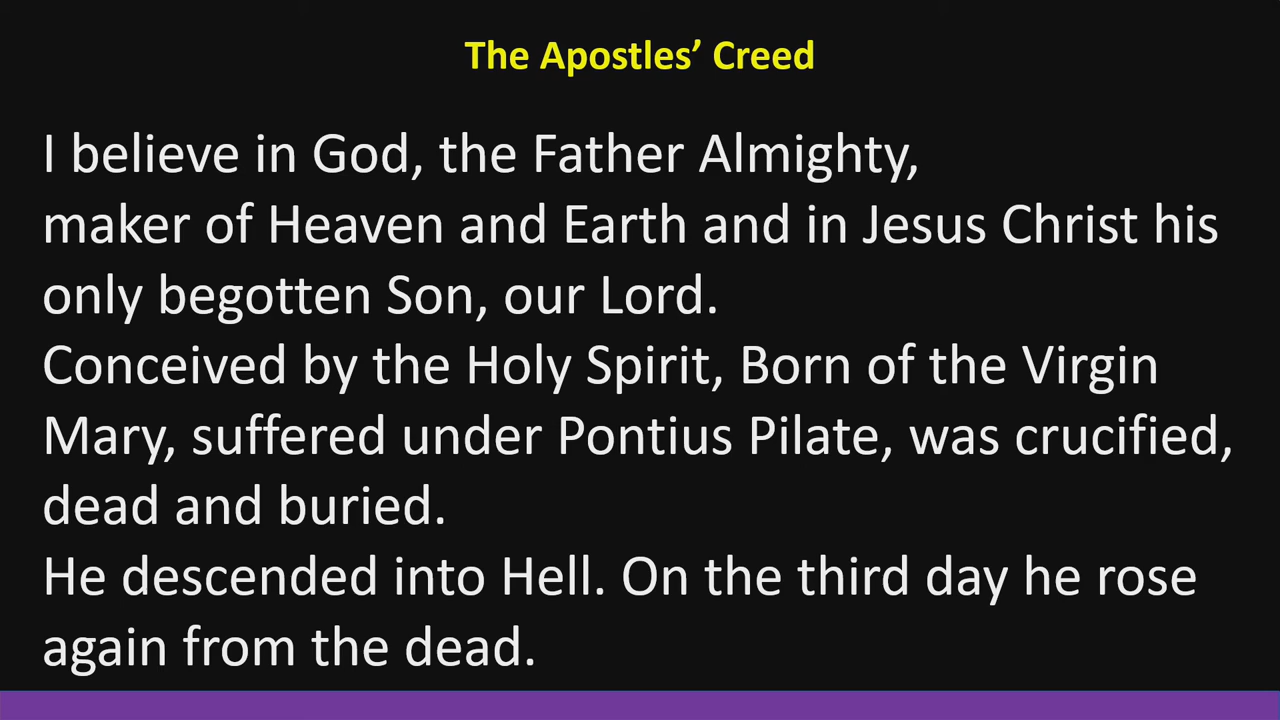 The Apostles’ Creed
I believe in God, the Father Almighty,
maker of Heaven and Earth and in Jesus Christ his
only begotten Son, our Lord.
Conceived by the Holy Spirit, Born of the Virgin
Mary, suffered under Pontius Pilate, was crucified,
dead and buried.
He descended into Hell. On the third day he rose
again from the dead.